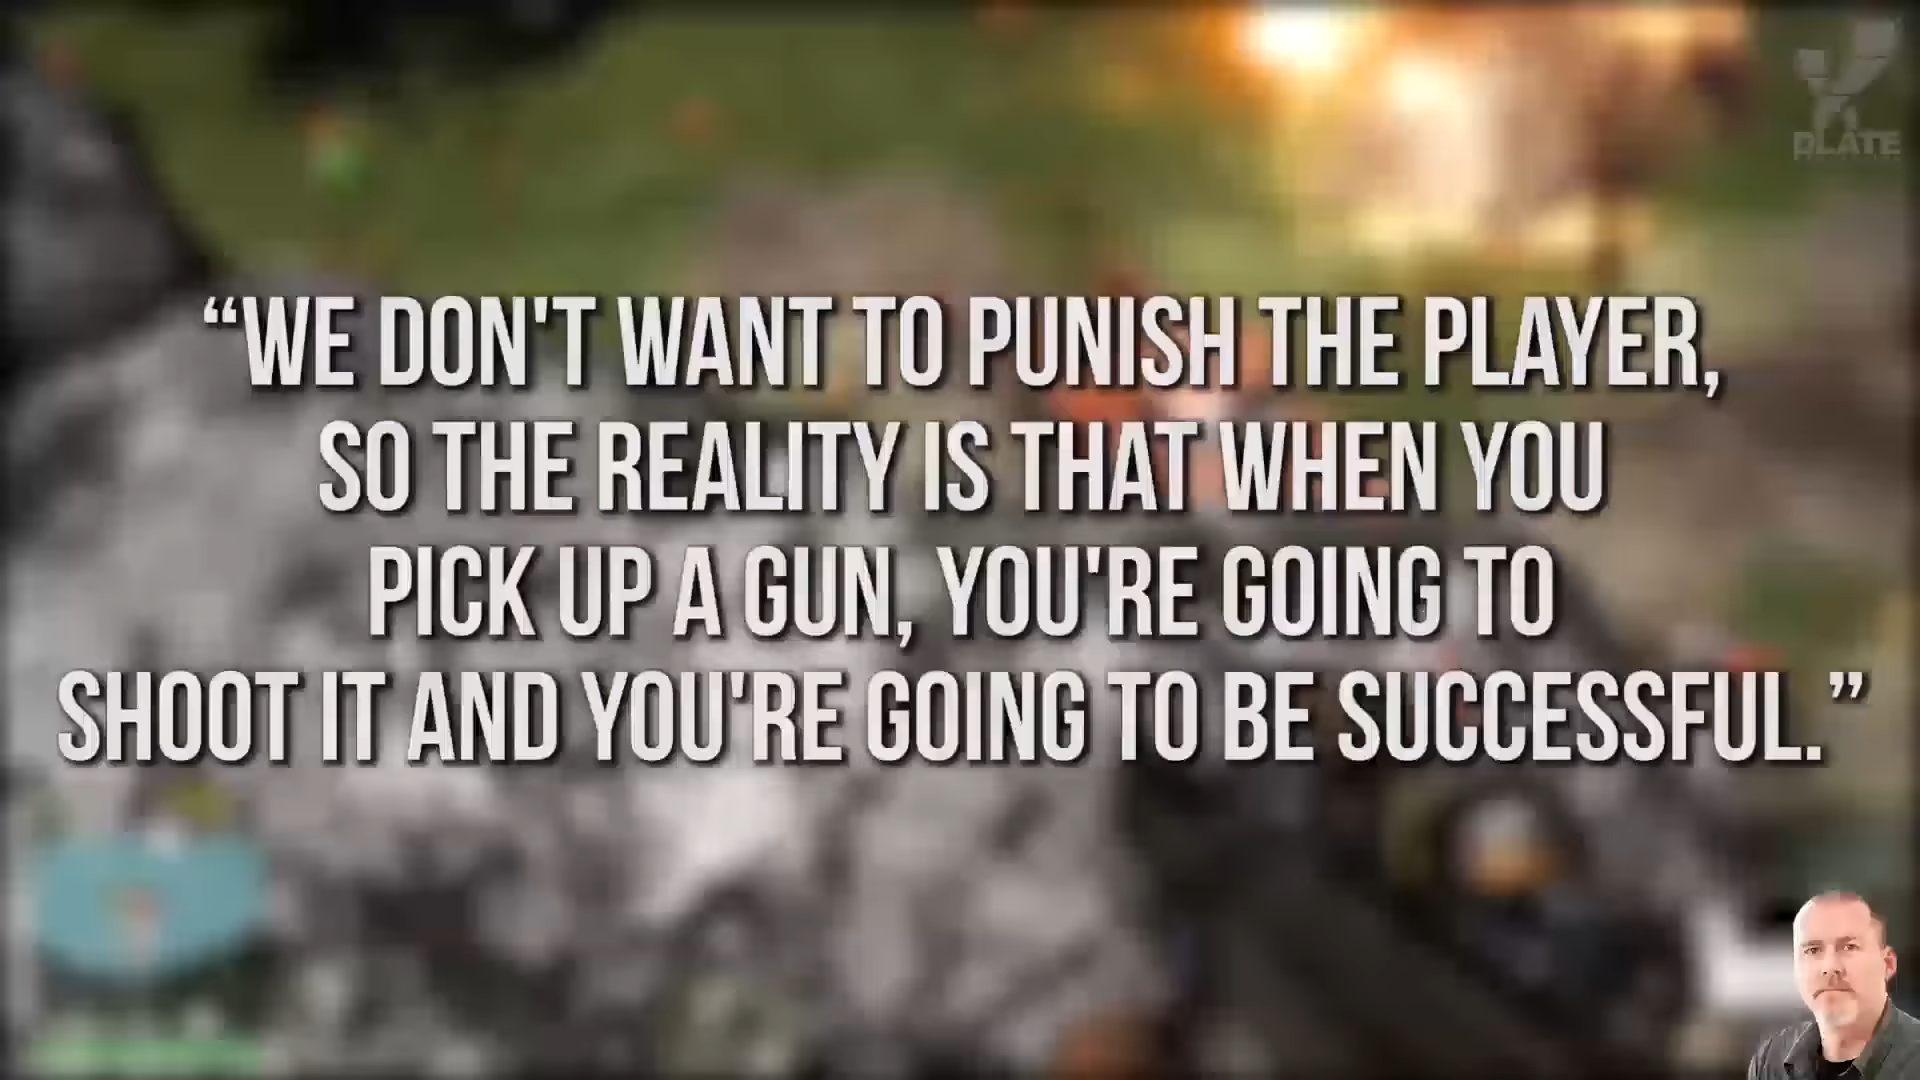 PLATE
“WE DON'T WANT TO PUNISH THE PLAYER,
SO THE REALITY IS THAT WHEN YOU
PICK UP A GUN, YOU'RE GOING TO
SHOOT IT AND YOU'RE GOING TO BE SUCCESSFUL.”